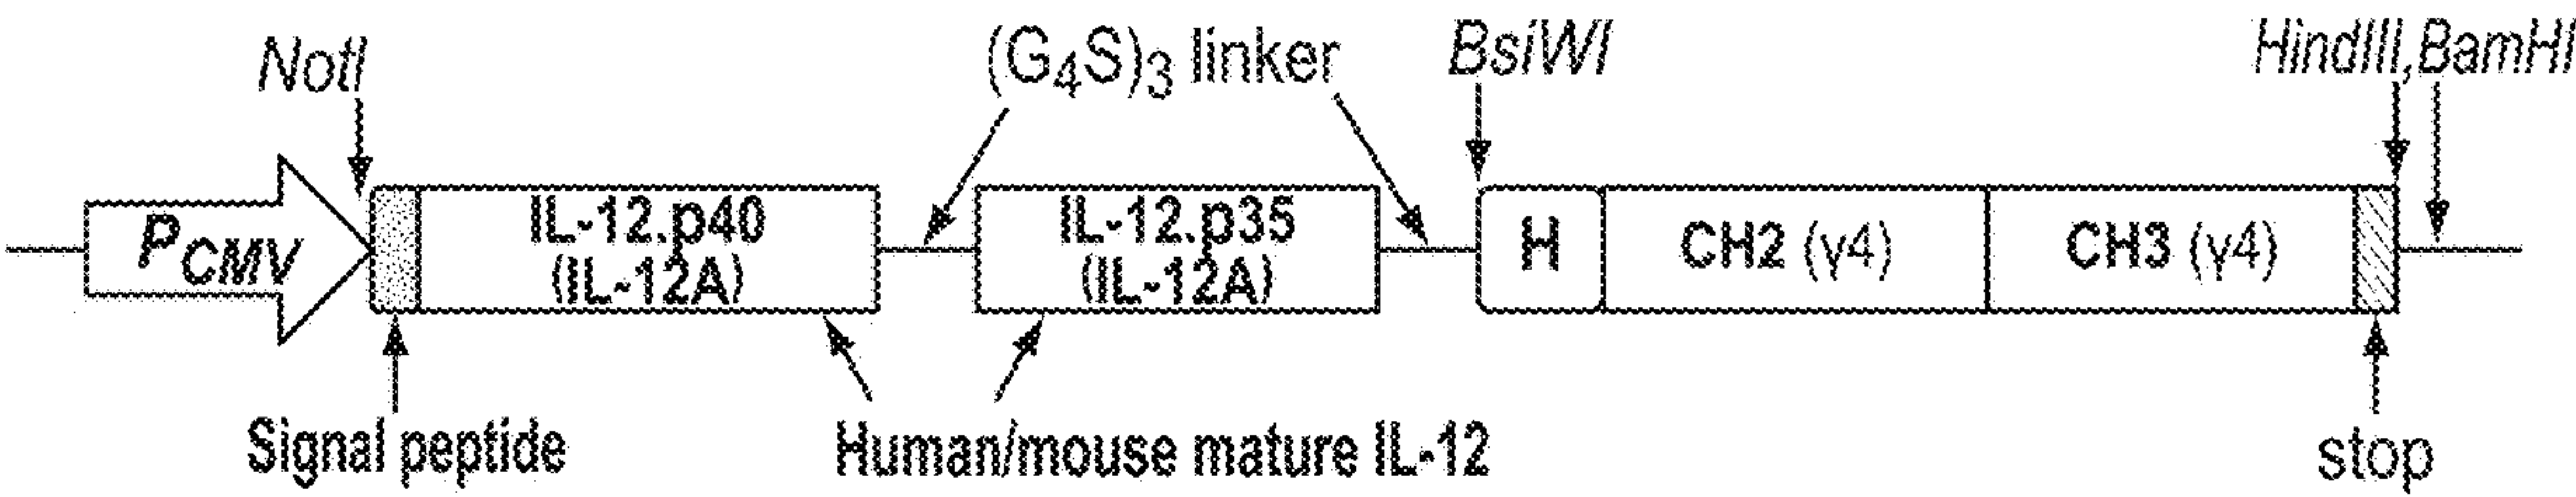 NotI
(G4S)3 linker
BsiWI
HindIII,BamHI
PCMV
IL-12.p40
(IL-12A)
IL-12.p35
(IL-12A)
H
CH2 (γ4)
CH3 (γ4)
Signal peptide
Human/mouse mature IL-12
stop